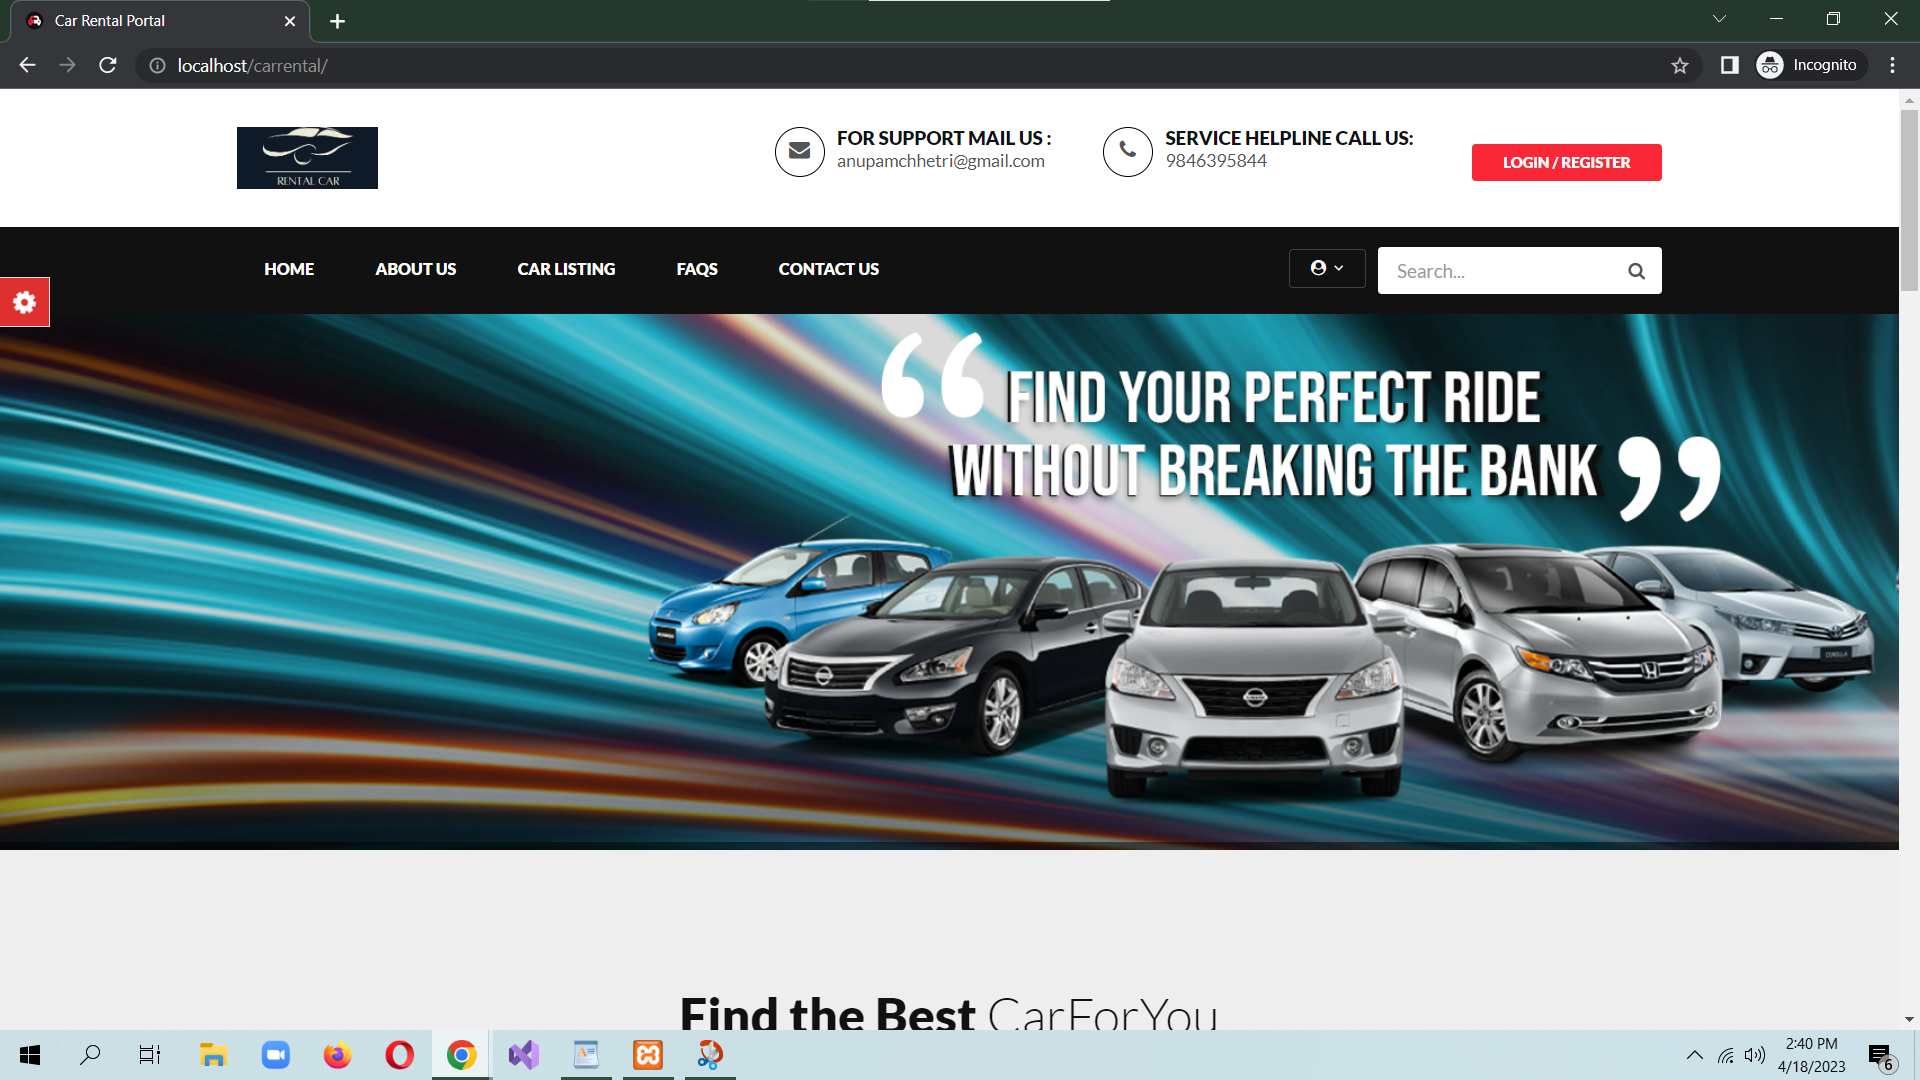 Car Rental Portal
localhost/carrental/
Incognito
RENTAL CAR
FOR SUPPORT MAIL US :
anupamchhetri@gmail.com
SERVICE HELPLINE CALL US:
9846395844
LOGIN / REGISTER
HOME
ABOUT US
CAR LISTING
FAQS
CONTACT US
Search...
“ FIND YOUR PERFECT RIDE
WITHOUT BREAKING THE BANK ”
COROLLA
Find the Best CarForYou
2:40 PM
4/18/2023
6